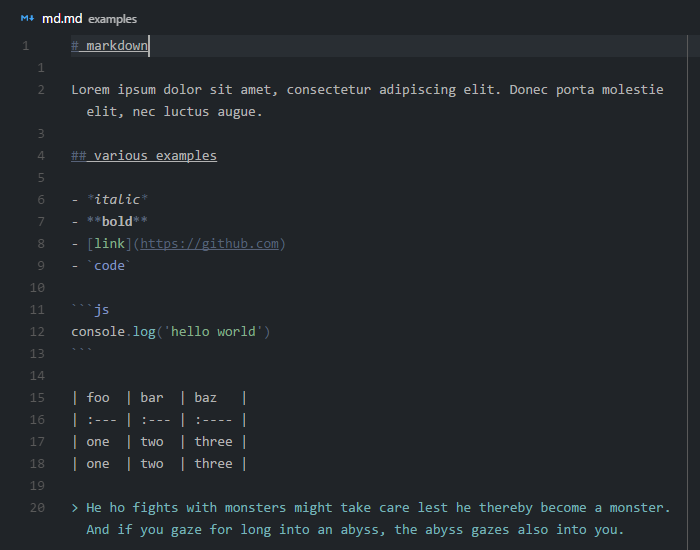 md.md examples
1 # markdown
1
2 Lorem ipsum dolor sit amet, consectetur adipiscing elit. Donec porta molestie
elit, nec luctus augue.
3
4 ## various examples
5
6 - *italic*
7 - **bold**
8 - [link](https://github.com)
9 - `code`
10
11 ```js
12 console.log('hello world')
13 ```
14
15 | foo  | bar  | baz   |
16 | :--- | :--- | :---- |
17 | one  | two  | three |
18 | one  | two  | three |
19
20 > He ho fights with monsters might take care lest he thereby become a monster.
And if you gaze for long into an abyss, the abyss gazes also into you.